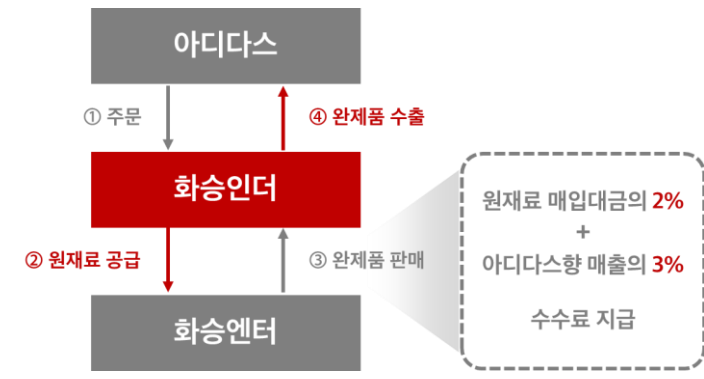 아디다스
① 주문
④ 완제품 수출
화승인더
② 원재료 공급
③ 완제품 판매
화승엔터
원재료 매입대금의 2%
+
아디다스향 매출의 3%
수수료 지급